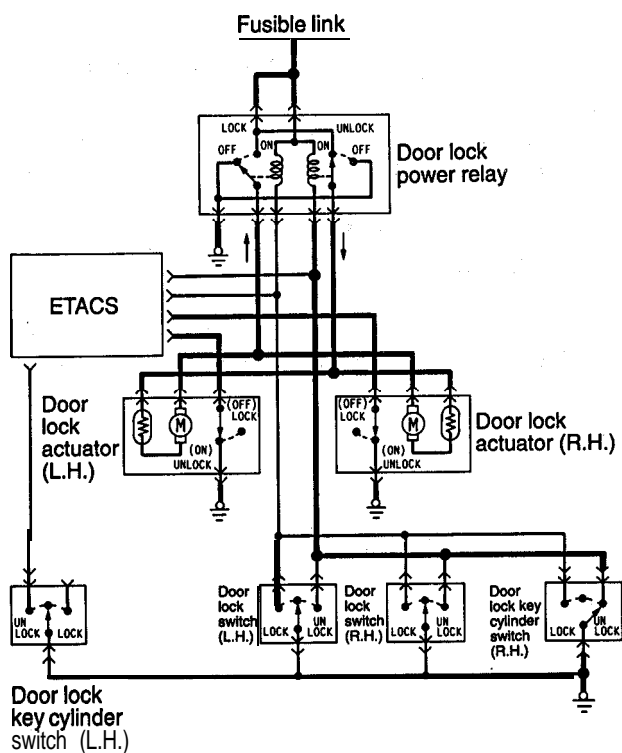 Fusible link
LOCK
UNLOCK
OFF
ON
ON
OFF
Door lock
power relay
ETACS
Door
lock
actuator
(L.H.)
(OFF)
LOCK
M
(ON)
UNLOCK
(OFF)
LOCK
M
(ON)
UNLOCK
Door lock
actuator (R.H.)
UN
LOCK
LOCK
Door lock
key cylinder
switch (L.H.)
Door
lock
switch
(L.H.)
LOCK
UN
LOCK
Door
lock
switch
(R.H.)
LOCK
UN
LOCK
Door
lock key
cylinder
switch
(R.H.)
LOCK
UN
LOCK